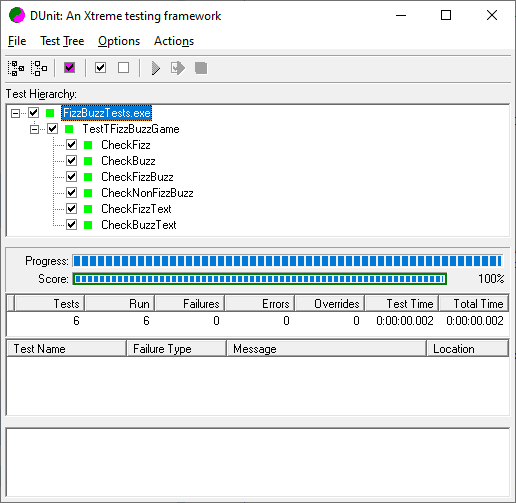 DUnit: An Xtreme testing framework
File Test Tree Options Actions
Test Hierarchy:
FizzBuzzTests.exe
TestTFizzBuzzGame
CheckFizz
CheckBuzz
CheckFizzBuzz
CheckNonFizzBuzz
CheckFizzText
CheckBuzzText
Progress:
Score: 100%
Tests Run Failures Errors Overrides Test Time Total Time
6 6 0 0 0 0:00:00.002 0:00:00.002
Test Name Failure Type Message Location